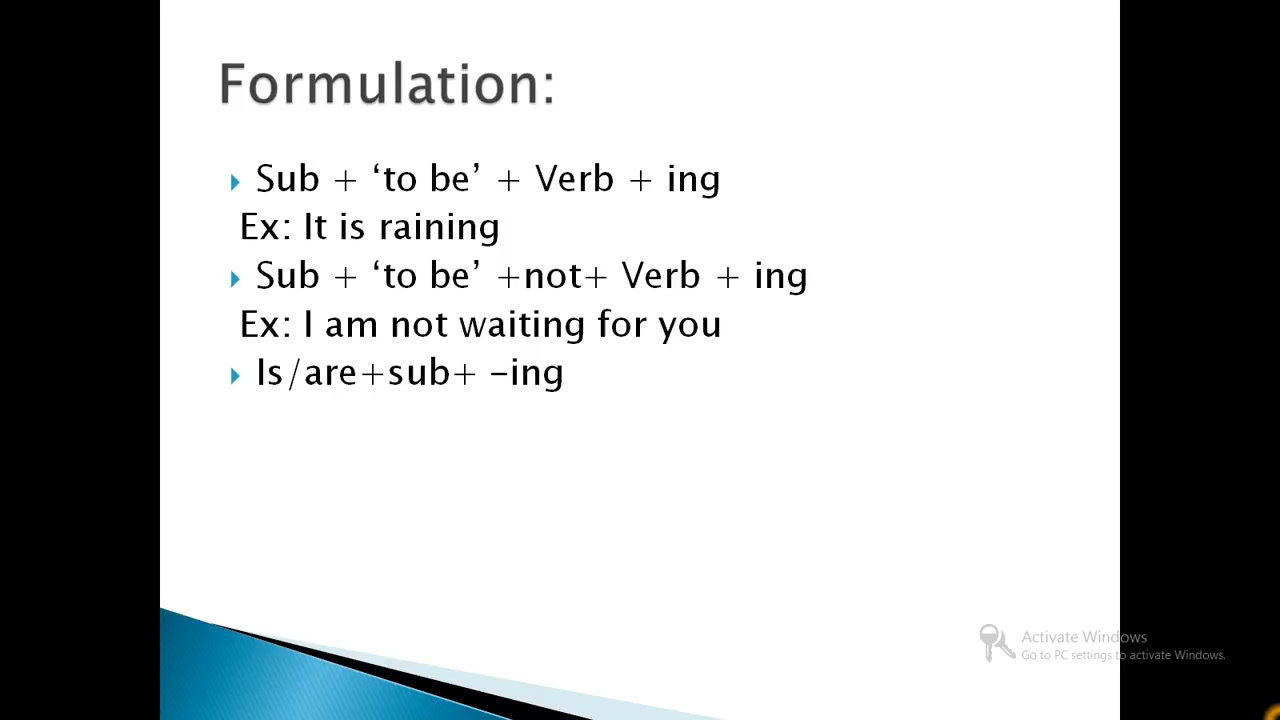 Formulation:
Sub + ‘to be’ + Verb + ing
Ex: It is raining
Sub + ‘to be’ +not+ Verb + ing
Ex: I am not waiting for you
Is/are+sub+ -ing
Activate Windows
Go to PC settings to activate Windows.